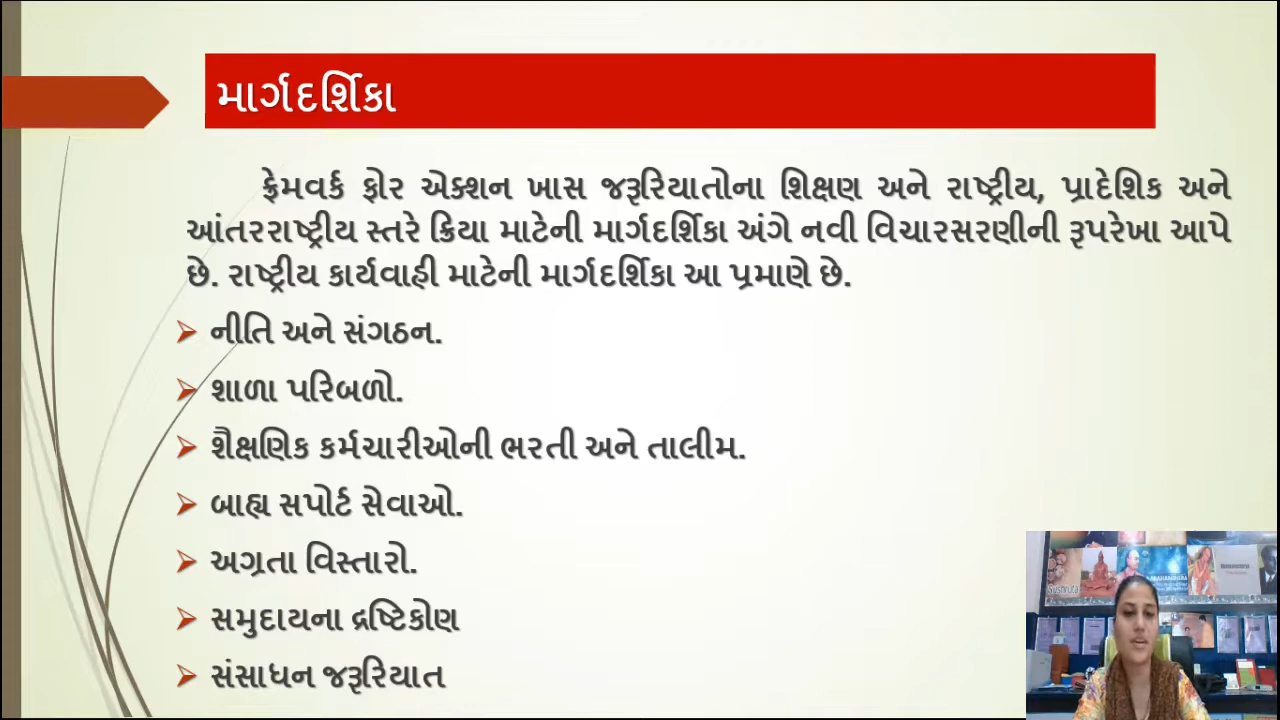 માર્ગદર્શિકા
ફ્રેમવર્ક ફોર એક્શન ખાસ જરૂરિયાતોના શિક્ષણ અને રાષ્ટ્રીય, પ્રાદેશિક અને
આંતરરાષ્ટ્રીય સ્તરે ક્રિયા માટેની માર્ગદર્શિકા અંગે નવી વિચારસરણીની રૂપરેખા આપે
છે. રાષ્ટ્રીય કાર્યવાહી માટેની માર્ગદર્શિકા આ પ્રમાણે છે.
નીતિ અને સંગઠન.
શાળા પરિબળો.
શૈક્ષણિક કર્મચારીઓની ભરતી અને તાલીમ.
બાહ્ય સપોર્ટ સેવાઓ.
અગ્રતા વિસ્તારો.
સમુદાયના દ્રષ્ટિકોણ
સંસાધન જરૂરિયાત
Sushruta